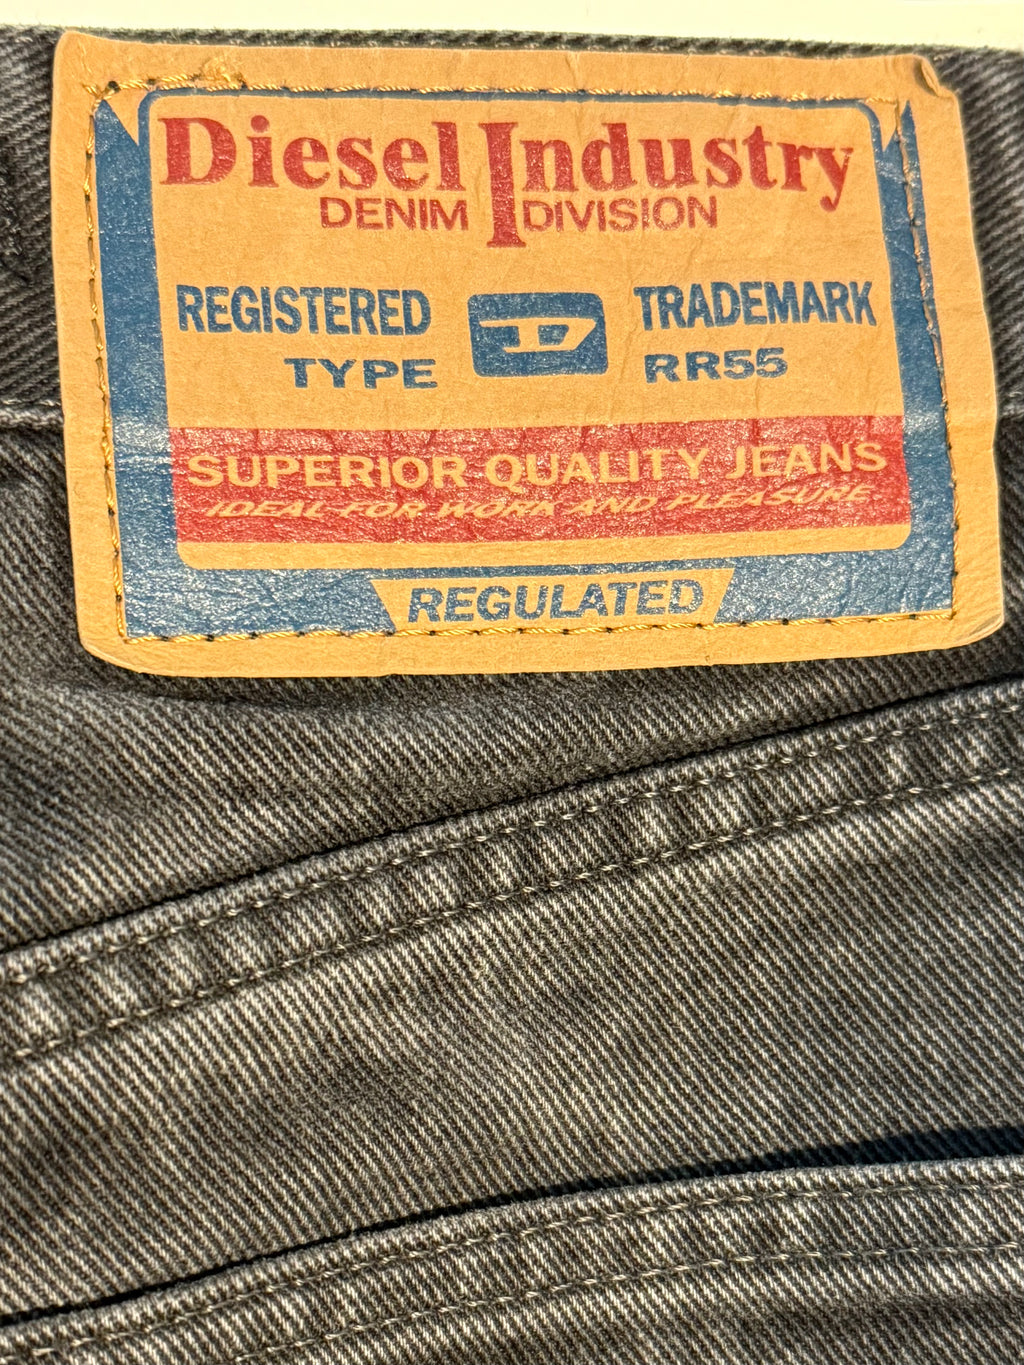 Diesel Industry
DENIM DIVISION
REGISTERED D TRADEMARK
TYPE RR55
SUPERIOR QUALITY JEANS
IDEAL FOR WORK AND PLEASURE
REGULATED